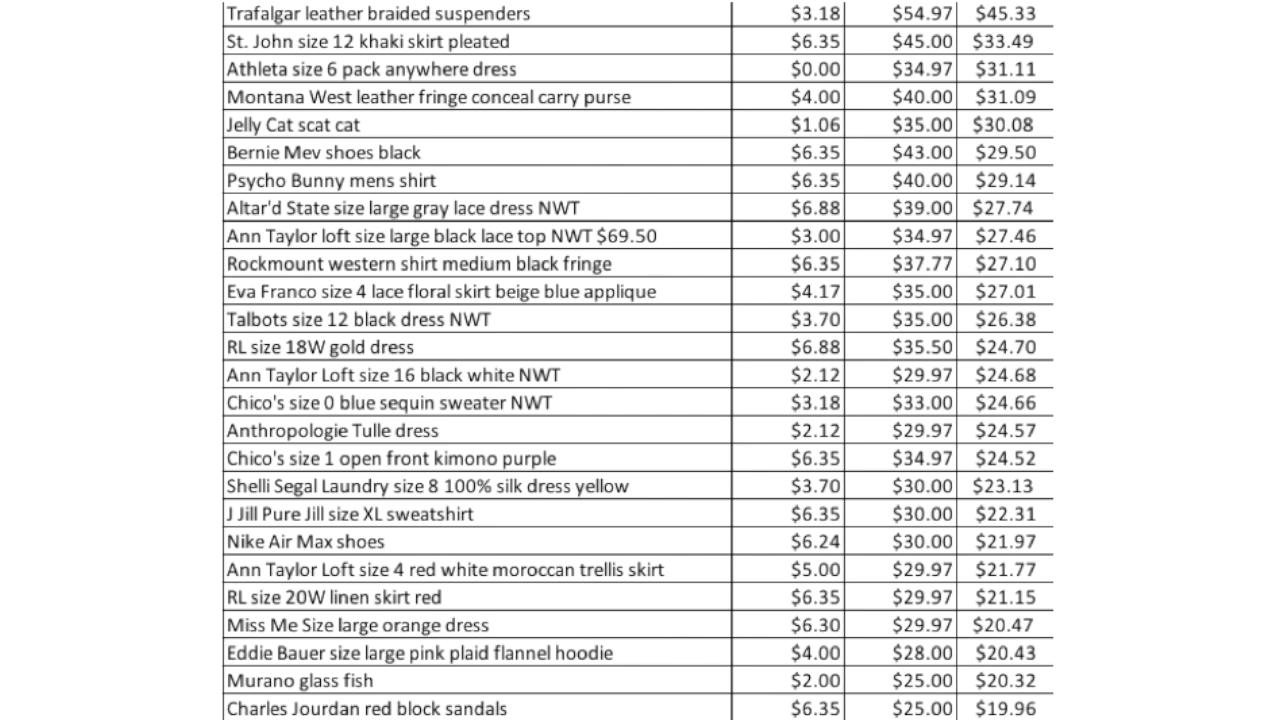 Trafalgar leather braided suspenders $3.18 $54.97 $45.33
St. John size 12 khaki skirt pleated $6.35 $45.00 $33.49
Athleta size 6 pack anywhere dress $0.00 $34.97 $31.11
Montana West leather fringe conceal carry purse $4.00 $40.00 $31.09
Jelly Cat scat cat $1.06 $35.00 $30.08
Bernie Mev shoes black $6.35 $43.00 $29.50
Psycho Bunny mens shirt $6.35 $40.00 $29.14
Altar'd State size large gray lace dress NWT $6.88 $39.00 $27.74
Ann Taylor loft size large black lace top NWT $69.50 $3.00 $34.97 $27.46
Rockmount western shirt medium black fringe $6.35 $37.77 $27.10
Eva Franco size 4 lace floral skirt beige blue applique $4.17 $35.00 $27.01
Talbots size 12 black dress NWT $3.70 $35.00 $26.38
RL size 18W gold dress $6.88 $35.50 $24.70
Ann Taylor Loft size 16 black white NWT $2.12 $29.97 $24.68
Chico's size 0 blue sequin sweater NWT $3.18 $33.00 $24.66
Anthropologie Tulle dress $2.12 $29.97 $24.57
Chico's size 1 open front kimono purple $6.35 $34.97 $24.52
Shelli Segal Laundry size 8 100% silk dress yellow $3.70 $30.00 $23.13
J Jill Pure Jill size XL sweatshirt $6.35 $30.00 $22.31
Nike Air Max shoes $6.24 $30.00 $21.97
Ann Taylor Loft size 4 red white moroccan trellis skirt $5.00 $29.97 $21.77
RL size 20W linen skirt red $6.35 $29.97 $21.15
Miss Me Size large orange dress $6.30 $29.97 $20.47
Eddie Bauer size large pink plaid flannel hoodie $4.00 $28.00 $20.43
Murano glass fish $2.00 $25.00 $20.32
Charles Jourdan red block sandals $6.35 $25.00 $19.96